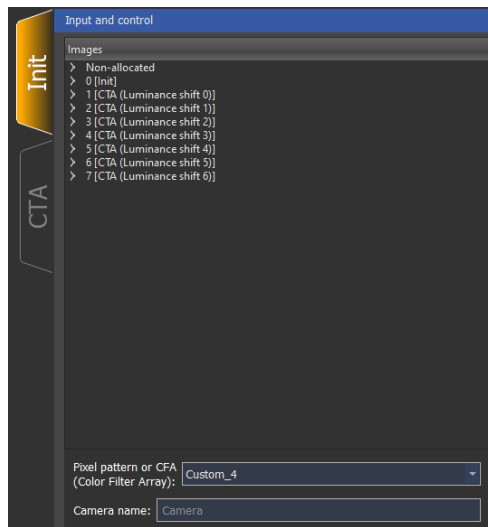 Input and control
Init
CTA
Images
Non-allocated
0 [Init]
1 [CTA (Luminance shift 0)]
2 [CTA (Luminance shift 1)]
3 [CTA (Luminance shift 2)]
4 [CTA (Luminance shift 3)]
5 [CTA (Luminance shift 4)]
6 [CTA (Luminance shift 5)]
7 [CTA (Luminance shift 6)]
Pixel pattern or CFA
(Color Filter Array):
Custom_4
Camera name:
Camera